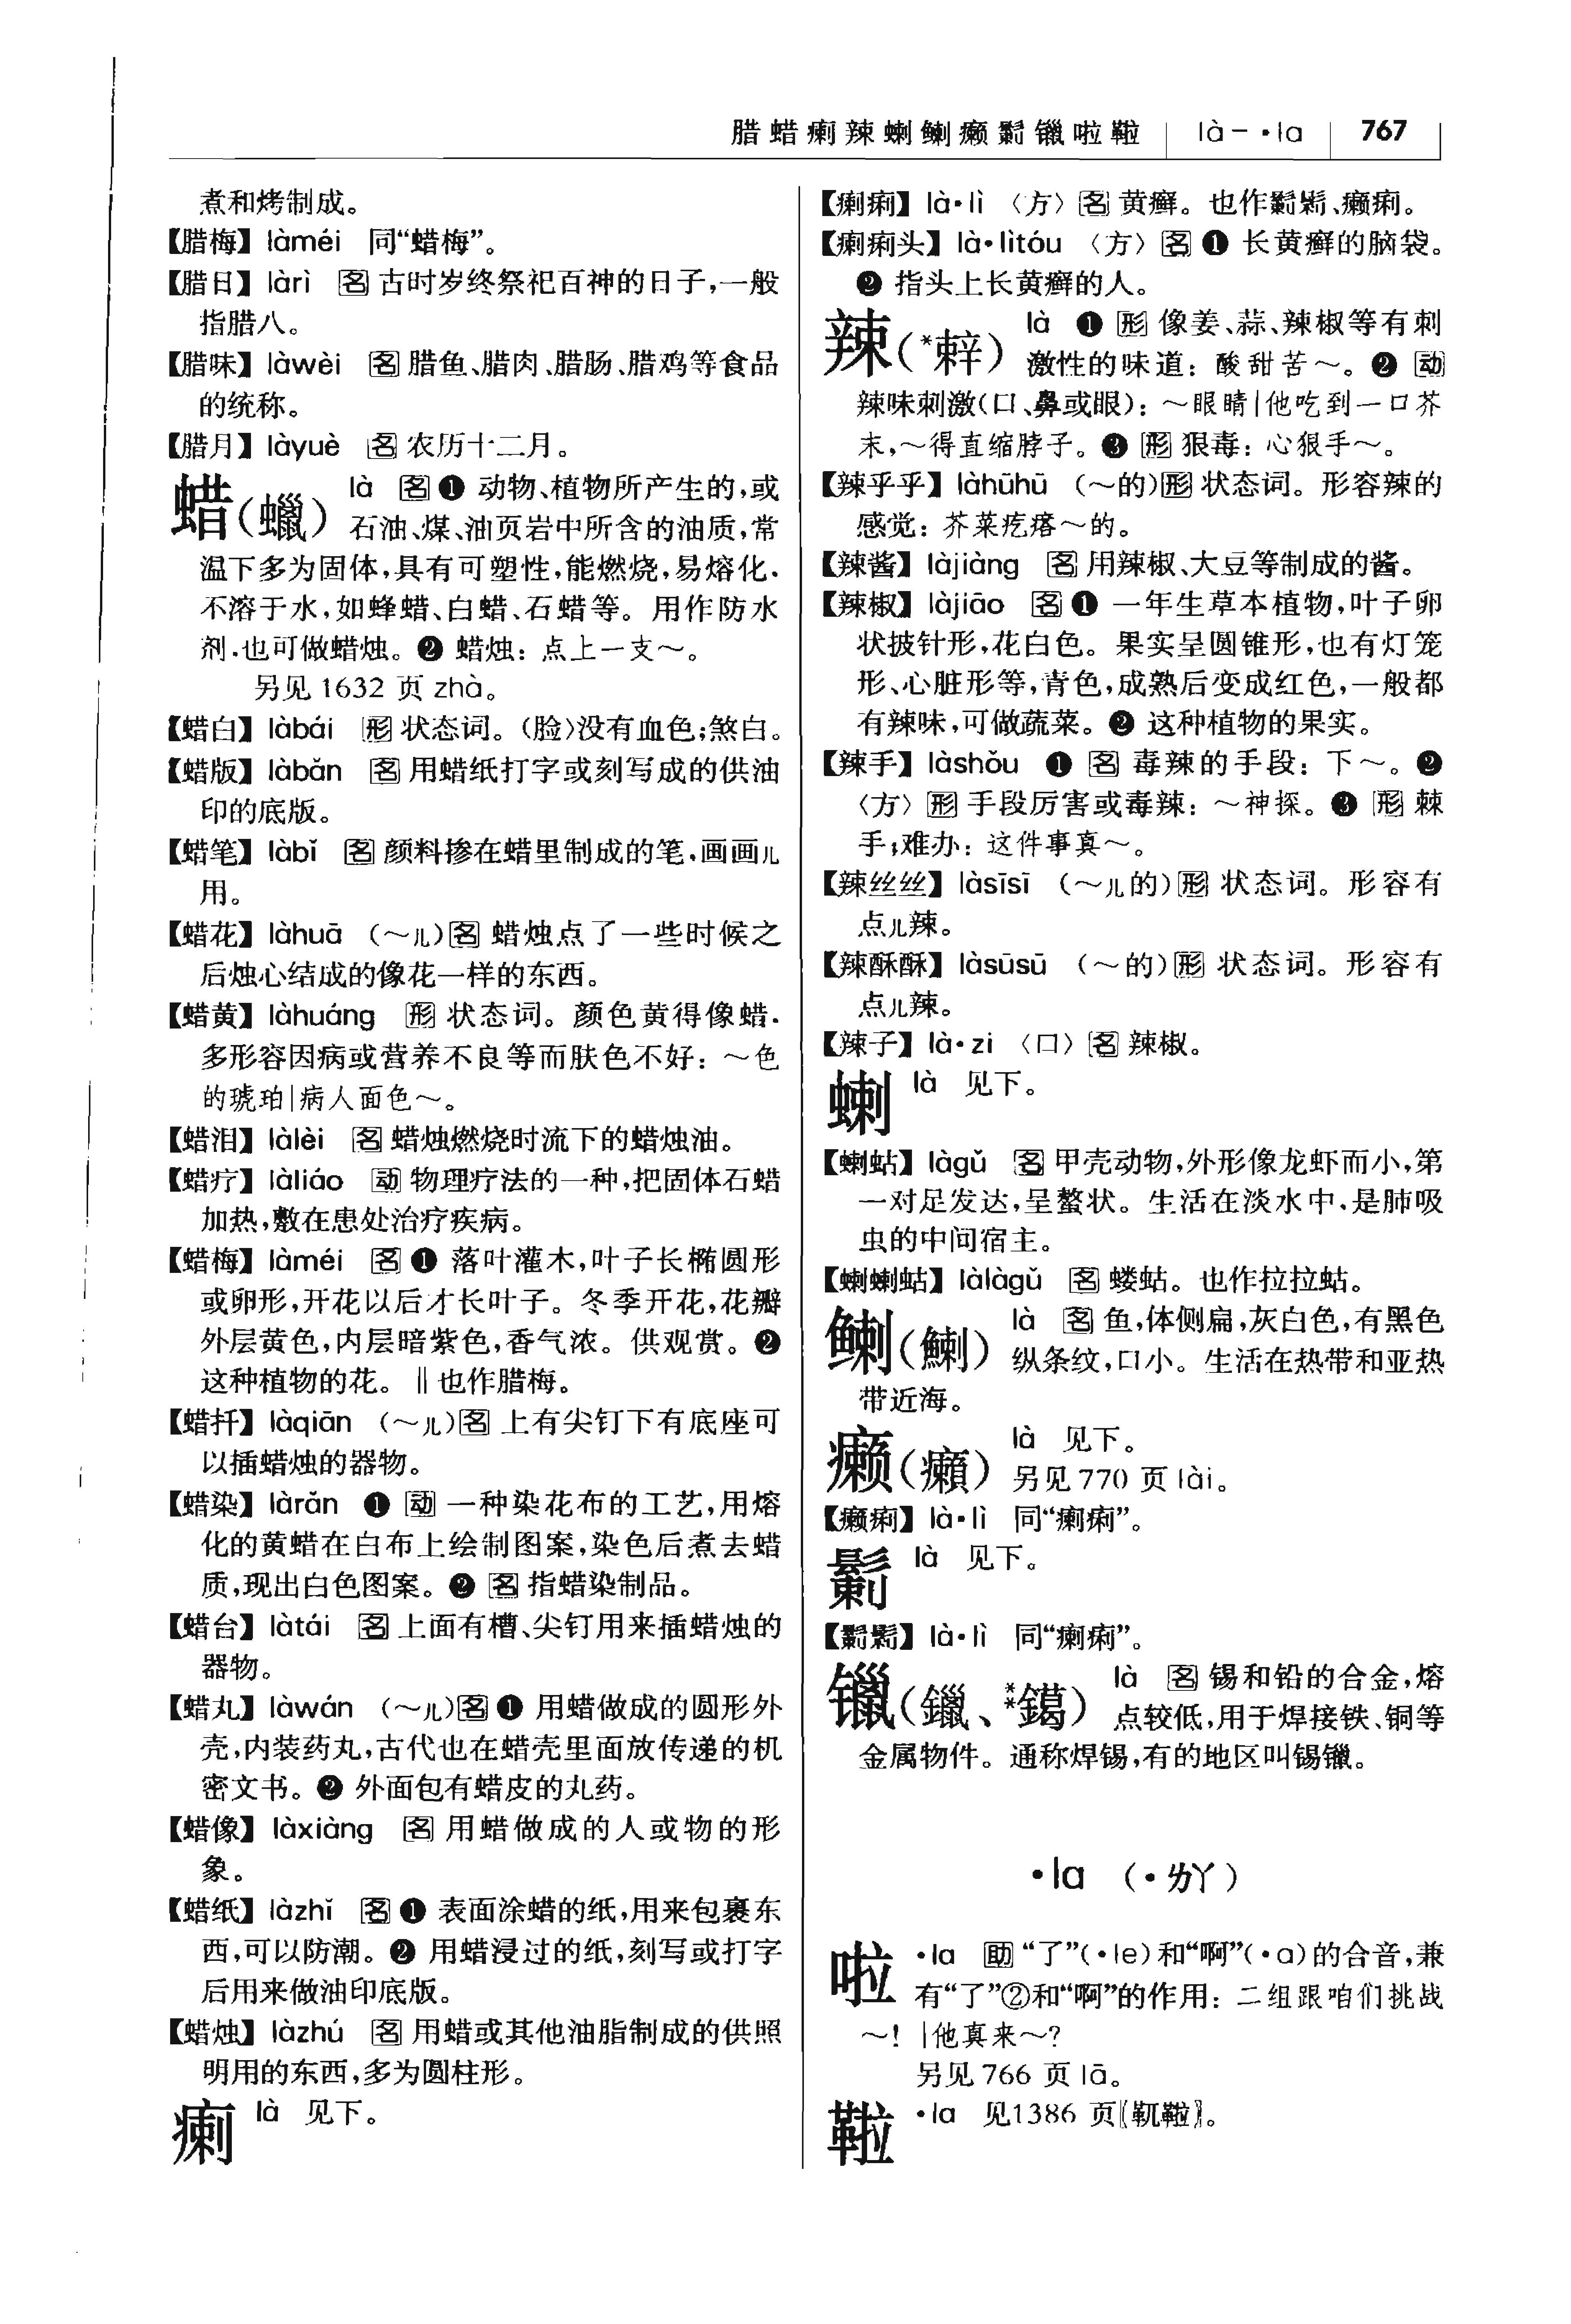 腊蜡瘌辣蝲鯻癞鬎镴啦鞡 là－·la 767
煮和烤制成。
【腊梅】làméi 同“蜡梅”。
【腊日】làrì 名 古时岁终祭祀百神的日子，一般
指腊八。
【腊味】làwèi 名 腊鱼、腊肉、腊肠、腊鸡等食品
的统称。
【腊月】làyuè 名 农历十二月。
蜡（蠟） là 名 ❶ 动物、植物所产生的，或
石油、煤、油页岩中所含的油质，常
温下多为固体，具有可塑性，能燃烧，易熔化，
不溶于水，如蜂蜡、白蜡、石蜡等。用作防水
剂，也可做蜡烛。❷ 蜡烛：点上一支～。
另见 1632 页 zhà。
【蜡白】làbái 形 状态词。（脸）没有血色；煞白。
【蜡版】làbǎn 名 用蜡纸打字或刻写成的供油
印的底版。
【蜡笔】làbǐ 名 颜料掺在蜡里制成的笔，画画儿
用。
【蜡花】làhuā （～儿）名 蜡烛点了一些时候之
后烛心结成的像花一样的东西。
【蜡黄】làhuáng 形 状态词。颜色黄得像蜡，
多形容因病或营养不良等而肤色不好：～色
的琥珀|病人面色～。
【蜡泪】làlèi 名 蜡烛燃烧时流下的蜡烛油。
【蜡疗】làliáo 动 物理疗法的一种，把固体石蜡
加热，敷在患处治疗疾病。
【蜡梅】làméi 名 ❶ 落叶灌木，叶子长椭圆形
或卵形，开花以后才长叶子。冬季开花，花瓣
外层黄色，内层暗紫色，香气浓。供观赏。❷
这种植物的花。‖也作腊梅。
【蜡扦】làqiān （～儿）名 上有尖钉下有底座可
以插蜡烛的器物。
【蜡染】làrǎn ❶ 动 一种染花布的工艺，用熔
化的黄蜡在白布上绘制图案，染色后煮去蜡
质，现出白色图案。❷ 名 指蜡染制品。
【蜡台】làtái 名 上面有槽、尖钉用来插蜡烛的
器物。
【蜡丸】làwán （～儿）名 ❶ 用蜡做成的圆形外
壳，内装药丸，古代也在蜡壳里面放传递的机
密文书。❷ 外面包有蜡皮的丸药。
【蜡像】làxiàng 名 用蜡做成的人或物的形
象。
【蜡纸】làzhǐ 名 ❶ 表面涂蜡的纸，用来包裹东
西，可以防潮。❷ 用蜡浸过的纸，刻写或打字
后用来做油印底版。
【蜡烛】làzhú 名 用蜡或其他油脂制成的供照
明用的东西，多为圆柱形。
瘌 là 见下。
【瘌痢】là·lì 〈方〉名 黄癣。也作鬎鬁、癞痢。
【瘌痢头】là·lìtóu 〈方〉名 ❶ 长黄癣的脑袋。
❷ 指头上长黄癣的人。
辣（*辢） là ❶ 形 像姜、蒜、辣椒等有刺
激性的味道：酸甜苦～。❷ 动
辣味刺激（口、鼻或眼）：～眼睛|他吃到一口芥
末，～得直缩脖子。❸ 形 狠毒：心狠手～。
【辣乎乎】làhūhū （～的）形 状态词。形容辣的
感觉：芥菜疙瘩～的。
【辣酱】làjiàng 名 用辣椒、大豆等制成的酱。
【辣椒】làjiāo 名 ❶ 一年生草本植物，叶子卵
状披针形，花白色。果实呈圆锥形，也有灯笼
形、心脏形等，青色，成熟后变成红色，一般都
有辣味，可做蔬菜。❷ 这种植物的果实。
【辣手】làshǒu ❶ 名 毒辣的手段：下～。❷
〈方〉形 手段厉害或毒辣：～神探。❸ 形 棘
手；难办：这件事真～。
【辣丝丝】làsīsī （～儿的）形 状态词。形容有
点儿辣。
【辣酥酥】làsūsū （～的）形 状态词。形容有
点儿辣。
【辣子】là·zi 〈口〉名 辣椒。
蝲 là 见下。
【蝲蛄】làgǔ 名 甲壳动物，外形像龙虾而小，第
一对足发达，呈螯状。生活在淡水中，是肺吸
虫的中间宿主。
【蝲蝲蛄】làlàgǔ 名 蝼蛄。也作拉拉蛄。
鯻（鯻） là 名 鱼，体侧扁，灰白色，有黑色
纵条纹，口小。生活在热带和亚热
带近海。
癞（癩） là 见下。
另见 770 页 lài。
【癞痢】là·lì 同“瘌痢”。
鬎 là 见下。
【鬎鬁】là·lì 同“瘌痢”。
镴（鑞、**鎉） là 名 锡和铅的合金，熔
点较低，用于焊接铁、铜等
金属物件。通称焊锡，有的地区叫锡镴。
·la （·ㄌㄚ）
啦 ·la 助 “了”（·le）和“啊”（·a）的合音，兼
有“了”②和“啊”的作用：二组跟咱们挑战
～！|他真来～？
另见 766 页 lā。
鞡 ·la 见1386 页〖靰鞡〗。